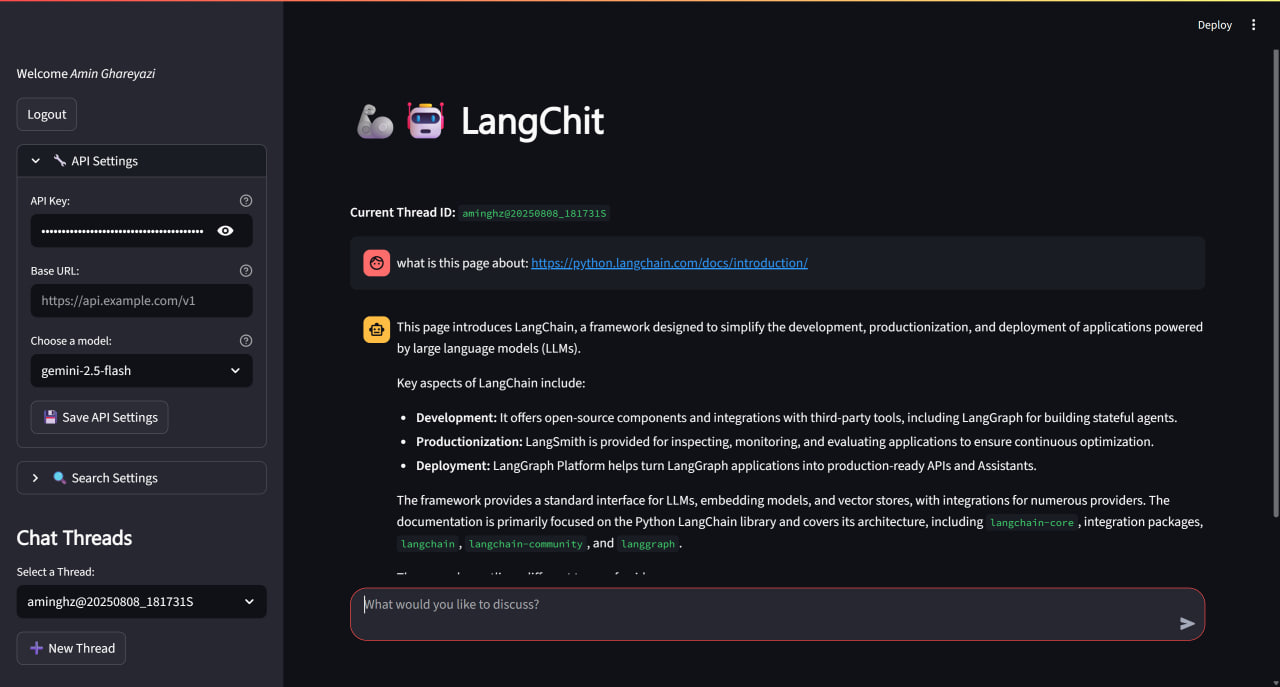 Deploy
Welcome Amin Ghareyazi
Logout
API Settings
API Key:
Base URL:
https://api.example.com/v1
Choose a model:
gemini-2.5-flash
Save API Settings
Search Settings
Chat Threads
Select a Thread:
aminghz@20250808_181731S
New Thread
LangChit
Current Thread ID: aminghz@20250808_181731S
what is this page about: https://python.langchain.com/docs/introduction/
This page introduces LangChain, a framework designed to simplify the development, productionization, and deployment of applications powered
by large language models (LLMs).
Key aspects of LangChain include:
• Development: It offers open-source components and integrations with third-party tools, including LangGraph for building stateful agents.
• Productionization: LangSmith is provided for inspecting, monitoring, and evaluating applications to ensure continuous optimization.
• Deployment: LangGraph Platform helps turn LangGraph applications into production-ready APIs and Assistants.
The framework provides a standard interface for LLMs, embedding models, and vector stores, with integrations for numerous providers. The
documentation is primarily focused on the Python LangChain library and covers its architecture, including langchain-core, integration packages,
langchain, langchain-community, and langgraph.
What would you like to discuss?